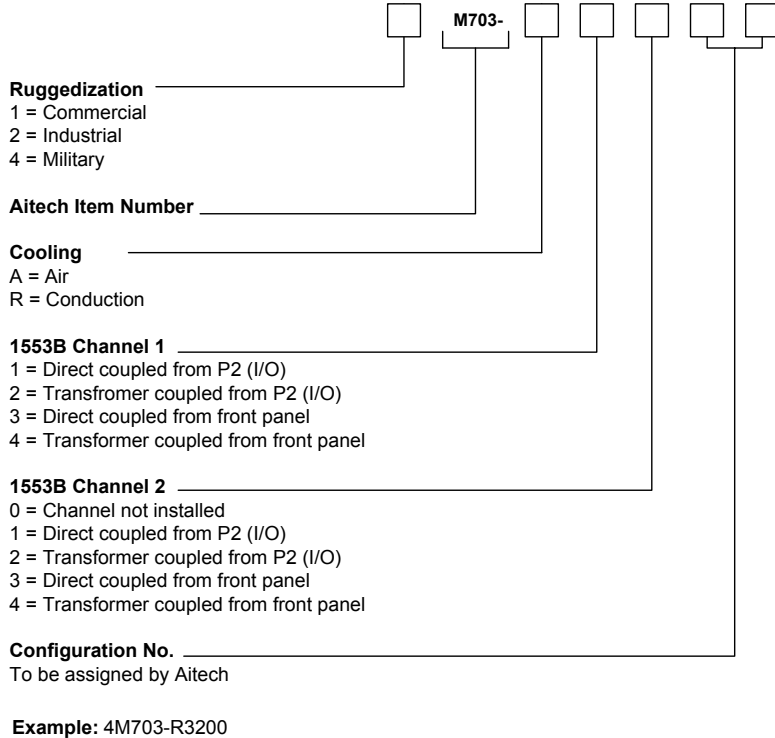 M703-
Ruggedization
1 = Commercial
2 = Industrial
4 = Military
Aitech Item Number
Cooling
A = Air
R = Conduction
1553B Channel 1
1 = Direct coupled from P2 (I/O)
2 = Transfromer coupled from P2 (I/O)
3 = Direct coupled from front panel
4 = Transformer coupled from front panel
1553B Channel 2
0 = Channel not installed
1 = Direct coupled from P2 (I/O)
2 = Transformer coupled from P2 (I/O)
3 = Direct coupled from front panel
4 = Transformer coupled from front panel
Configuration No.
To be assigned by Aitech
Example: 4M703-R3200